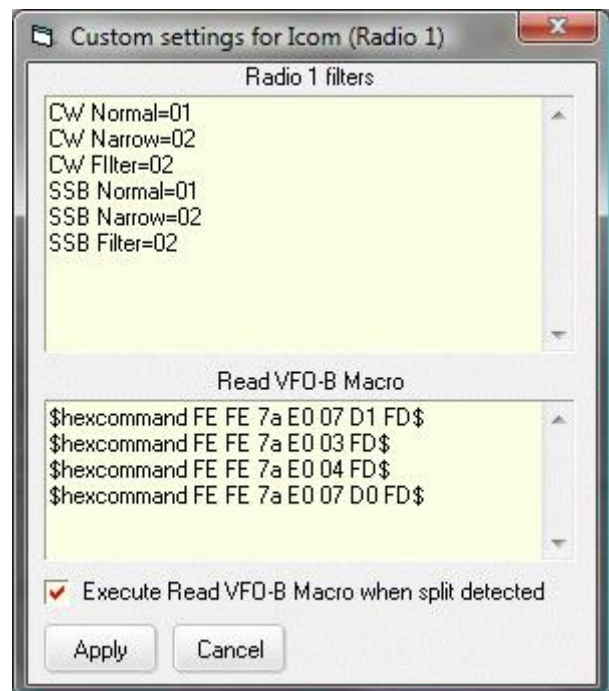 Custom settings for Icom (Radio 1)
Radio 1 filters
CW Normal=01
CW Narrow=02
CW FIlter=02
SSB Normal=01
SSB Narrow=02
SSB Filter=02
Read VFO-B Macro
$hexcommand FE FE 7a E0 07 D1 FD$
$hexcommand FE FE 7a E0 03 FD$
$hexcommand FE FE 7a E0 04 FD$
$hexcommand FE FE 7a E0 07 D0 FD$
Execute Read VFO-B Macro when split detected
Apply Cancel